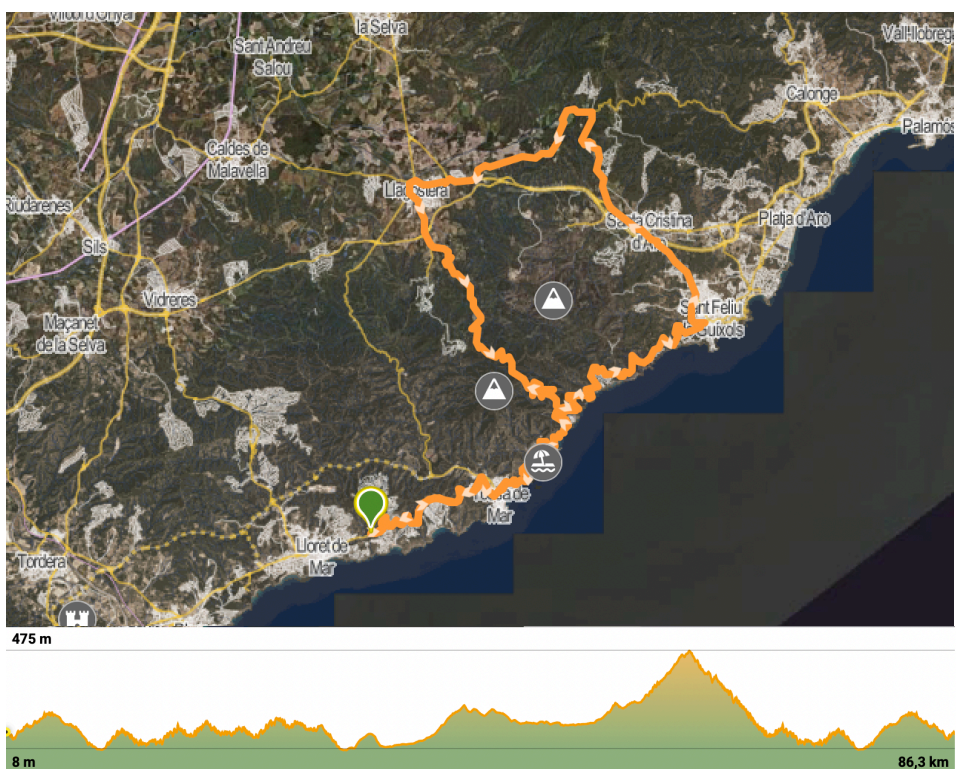 la Selva
Sant Andreu
Salou
Vall-llobrega
Calonge
Palamós
Caldes de
Malavella
Llagostera
Riudarenes
Sils
Santa Cristina
d'Aro
Platja d'Aro
Vidreres
Maçanet
de la Selva
Sant Feliu
de Guíxols
Tossa de
Mar
Lloret de
Mar
Tordera
475 m
8 m
86,3 km